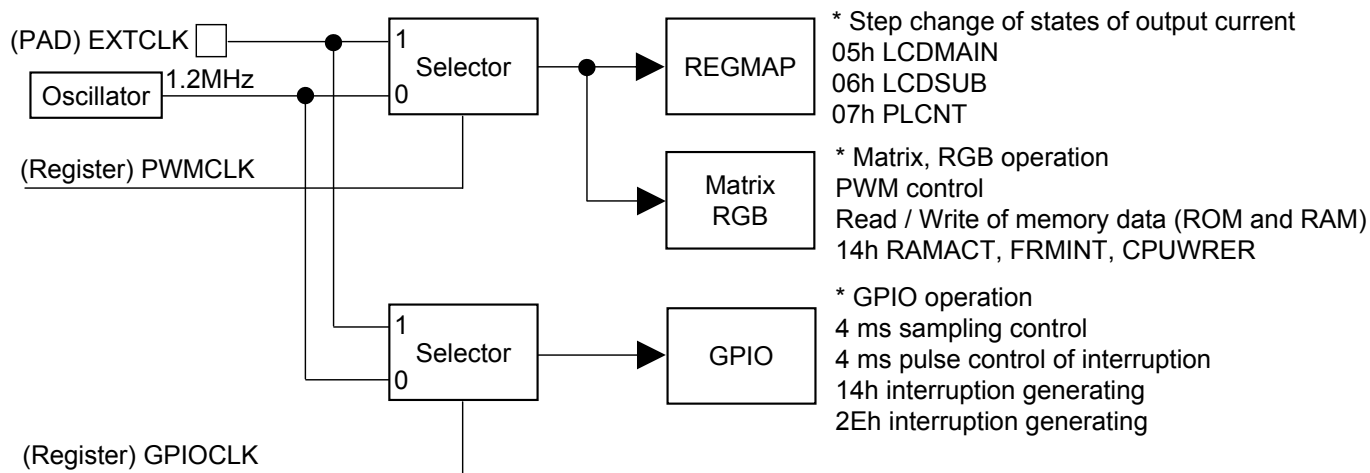 (PAD) EXTCLK
Oscillator
1.2MHz
(Register) PWMCLK
1
Selector
0
REGMAP
* Step change of states of output current
05h LCDMAIN
06h LCDSUB
07h PLCNT
Matrix
RGB
* Matrix, RGB operation
PWM control
Read / Write of memory data (ROM and RAM)
14h RAMACT, FRMINT, CPUWRER
1
Selector
0
GPIO
* GPIO operation
4 ms sampling control
4 ms pulse control of interruption
14h interruption generating
2Eh interruption generating
(Register) GPIOCLK